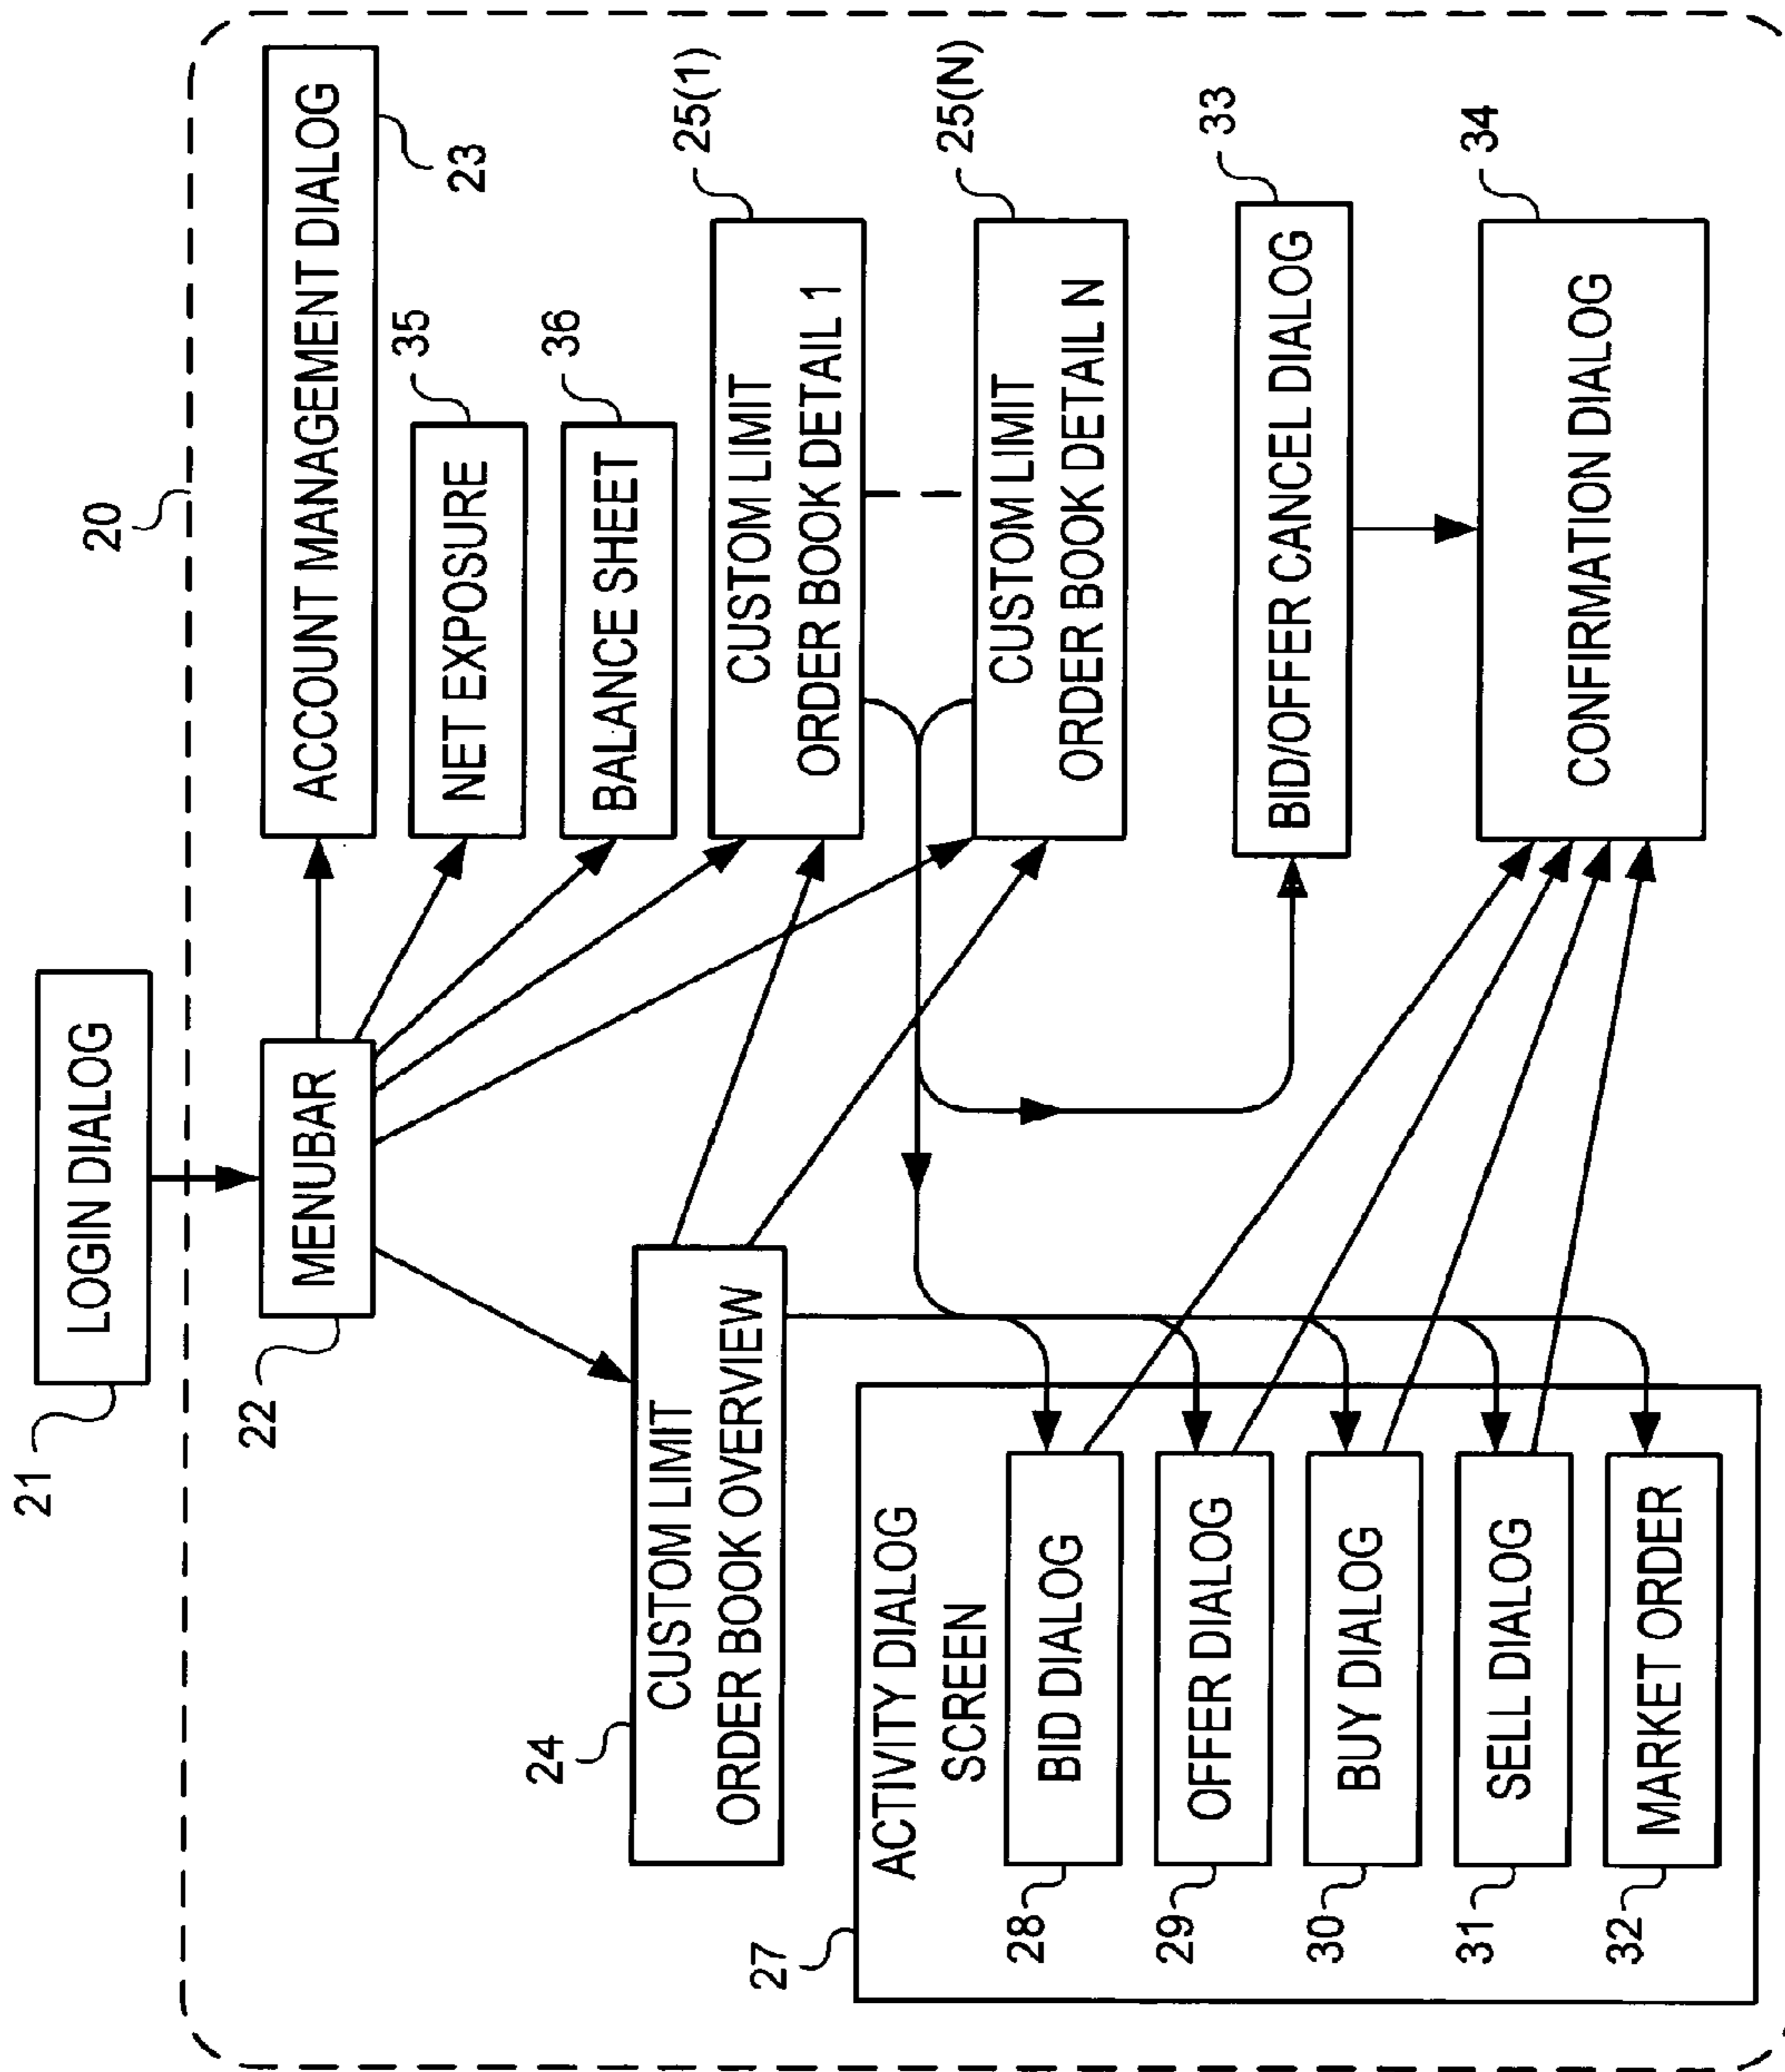 21
LOGIN DIALOG
20
22
MENUBAR
ACCOUNT MANAGEMENT DIALOG
23
NET EXPOSURE
35
BALANCE SHEET
36
24
CUSTOM LIMIT
ORDER BOOK OVERVIEW
CUSTOM LIMIT
ORDER BOOK DETAIL 1
25(1)
CUSTOM LIMIT
ORDER BOOK DETAIL N
25(N)
27
ACTIVITY DIALOG
SCREEN
28
BID DIALOG
29
OFFER DIALOG
30
BUY DIALOG
31
SELL DIALOG
32
MARKET ORDER
BID/OFFER CANCEL DIALOG
33
CONFIRMATION DIALOG
34